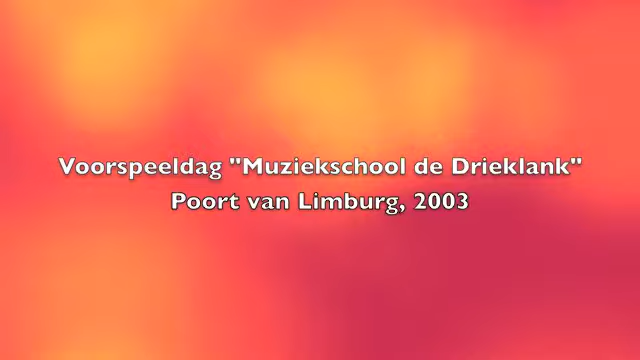 Voorspeeldag "Muziekschool de Drieklank"
Poort van Limburg, 2003